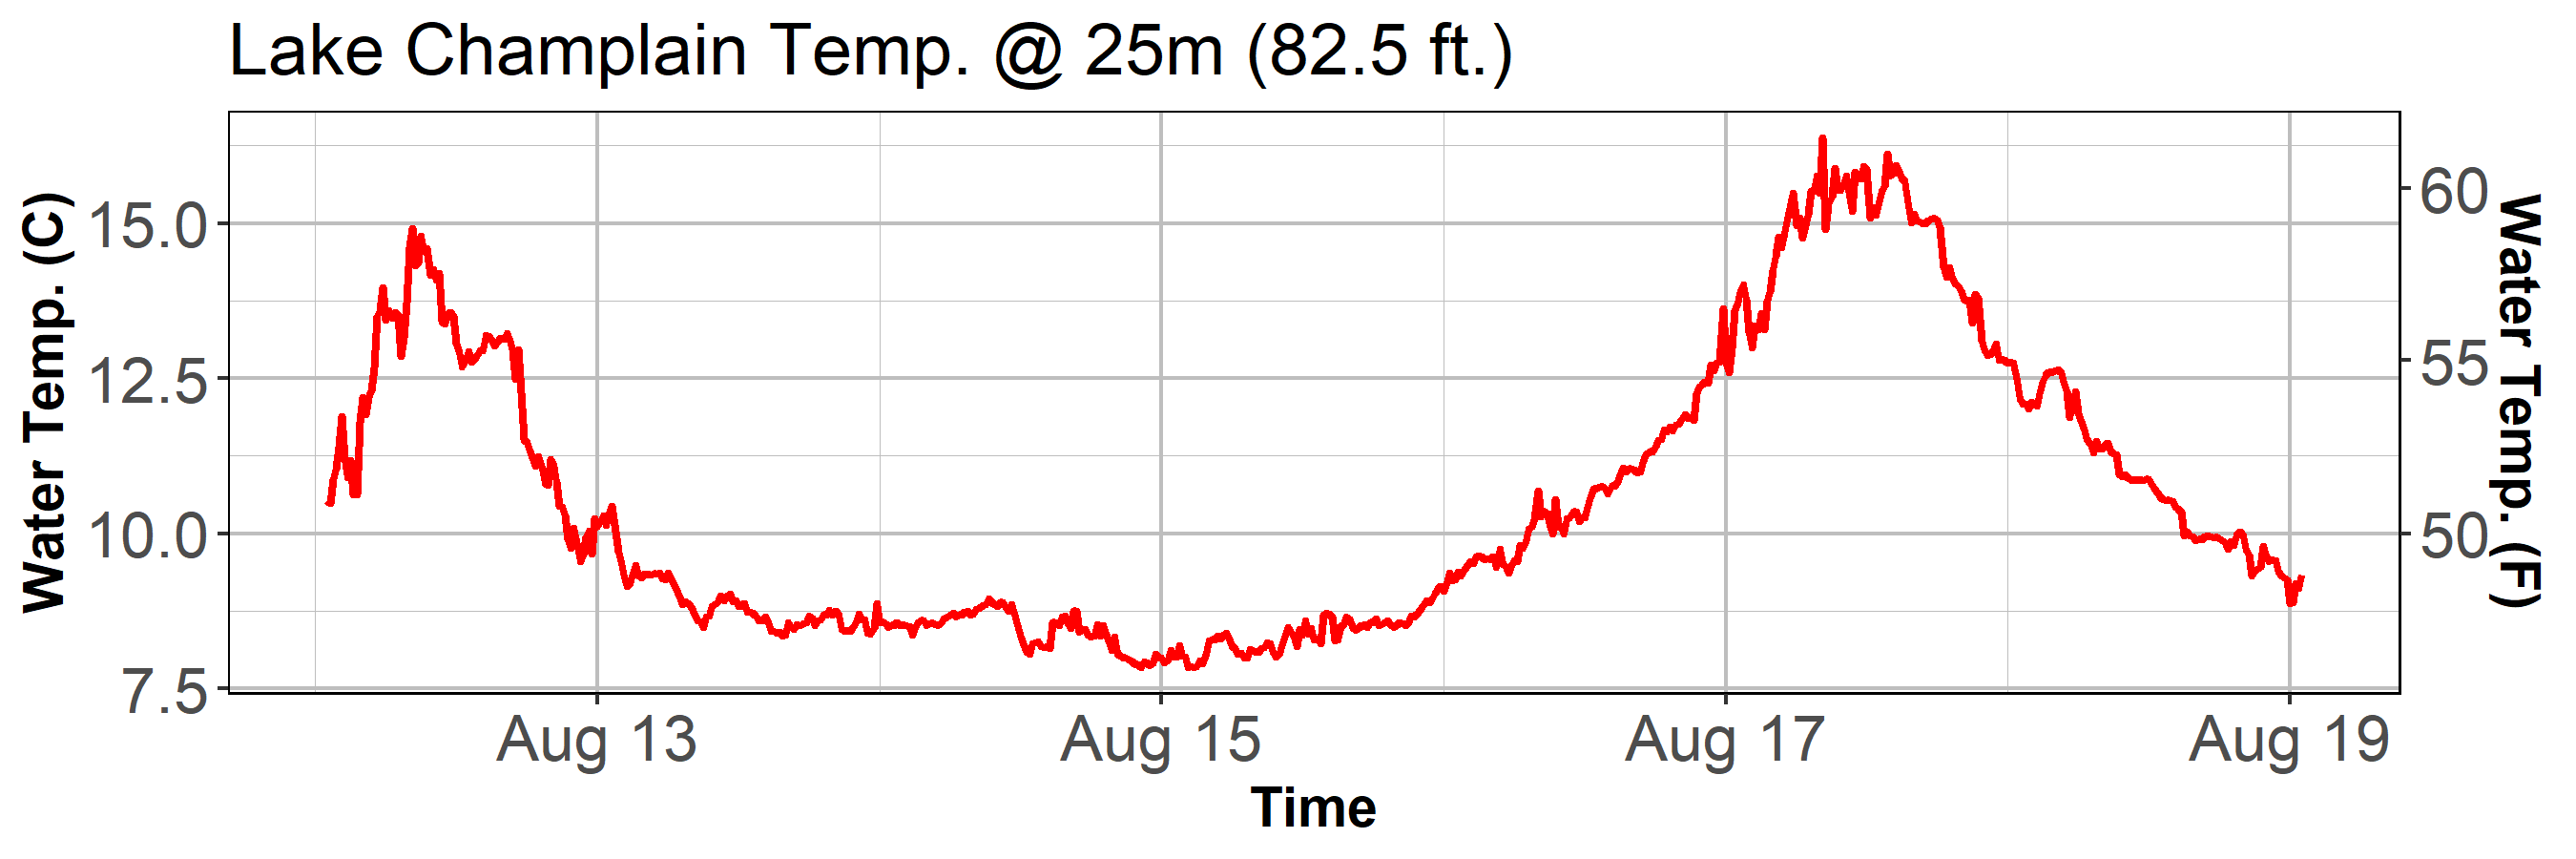 Lake Champlain Temp. @ 25m (82.5 ft.)
Water Temp. (C)
15.0
12.5
10.0
7.5
60
55
50
Water Temp. (F)
Aug 13
Aug 15
Aug 17
Aug 19
Time